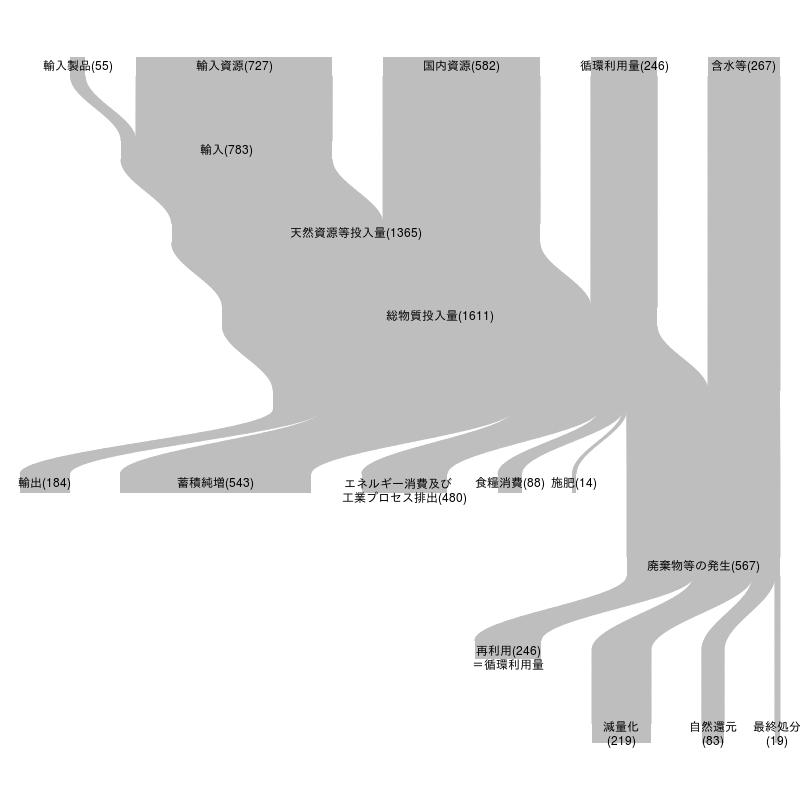 輸入製品(55)
輸入資源(727)
国内資源(582)
循環利用量(246)
含水等(267)
輸入(783)
天然資源等投入量(1365)
総物質投入量(1611)
輸出(184)
蓄積純増(543)
エネルギー消費及び
工業プロセス排出(480)
食糧消費(88)
施肥(14)
廃棄物等の発生(567)
再利用(246)
＝循環利用量
減量化
(219)
自然還元
(83)
最終処分
(19)